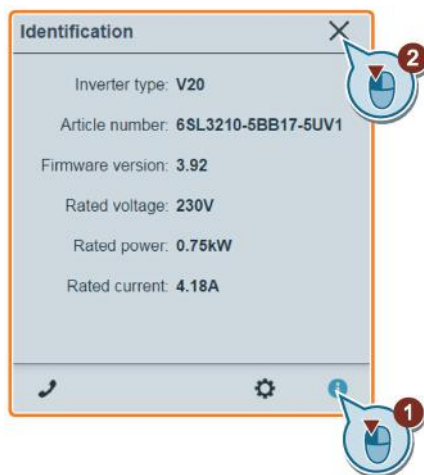 Identification
2
Inverter type: V20
Article number: 6SL3210-5BB17-5UV1
Firmware version: 3.92
Rated voltage: 230V
Rated power: 0.75kW
Rated current: 4.18A
1